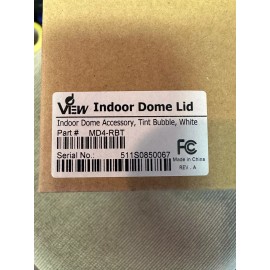 VIEW Indoor Dome Lid
Indoor Dome Accessory, Tint Bubble, White
Part # MD4-RBT
Serial No.: 511S0850067
FC
Made in China
REV. A